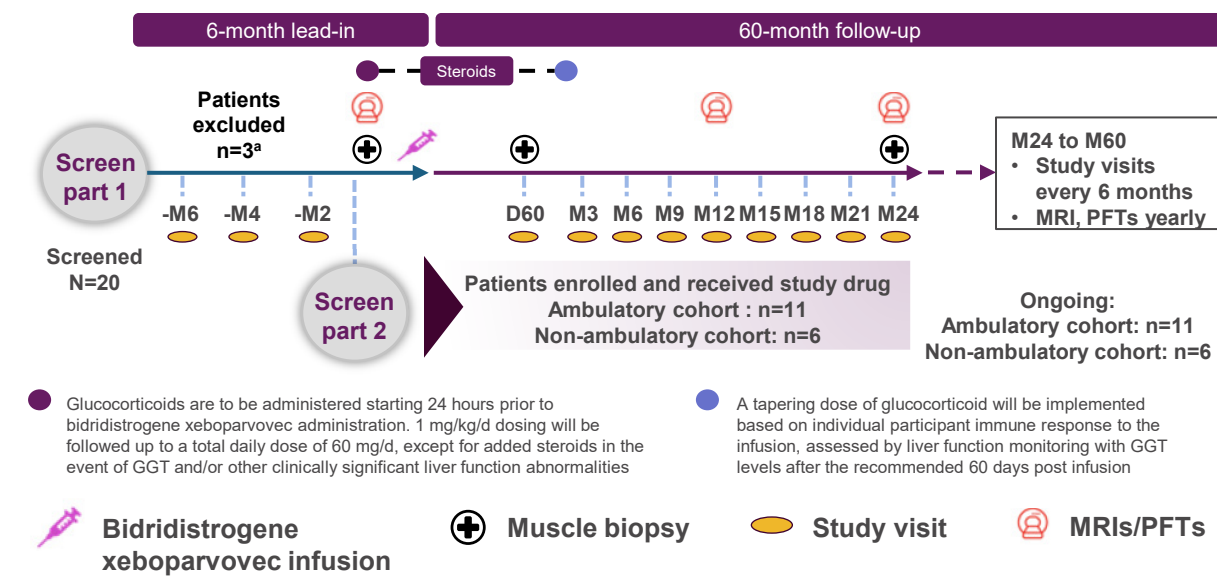 6-month lead-in
60-month follow-up
Steroids
Patients
excluded
n=3ᵃ
Screen
part 1
-M6
-M4
-M2
D60
M3
M6
M9
M12
M15
M18
M21
M24
M24 to M60
• Study visits
every 6 months
• MRI, PFTs yearly
Screened
N=20
Screen
part 2
Patients enrolled and received study drug
Ambulatory cohort : n=11
Non-ambulatory cohort: n=6
Ongoing:
Ambulatory cohort: n=11
Non-ambulatory cohort: n=6
Glucocorticoids are to be administered starting 24 hours prior to
bidridistrogene xeboparvovec administration. 1 mg/kg/d dosing will be
followed up to a total daily dose of 60 mg/d, except for added steroids in the
event of GGT and/or other clinically significant liver function abnormalities
A tapering dose of glucocorticoid will be implemented
based on individual participant immune response to the
infusion, assessed by liver function monitoring with GGT
levels after the recommended 60 days post infusion
Bidridistrogene
xeboparvovec infusion
Muscle biopsy
Study visit
MRIs/PFTs